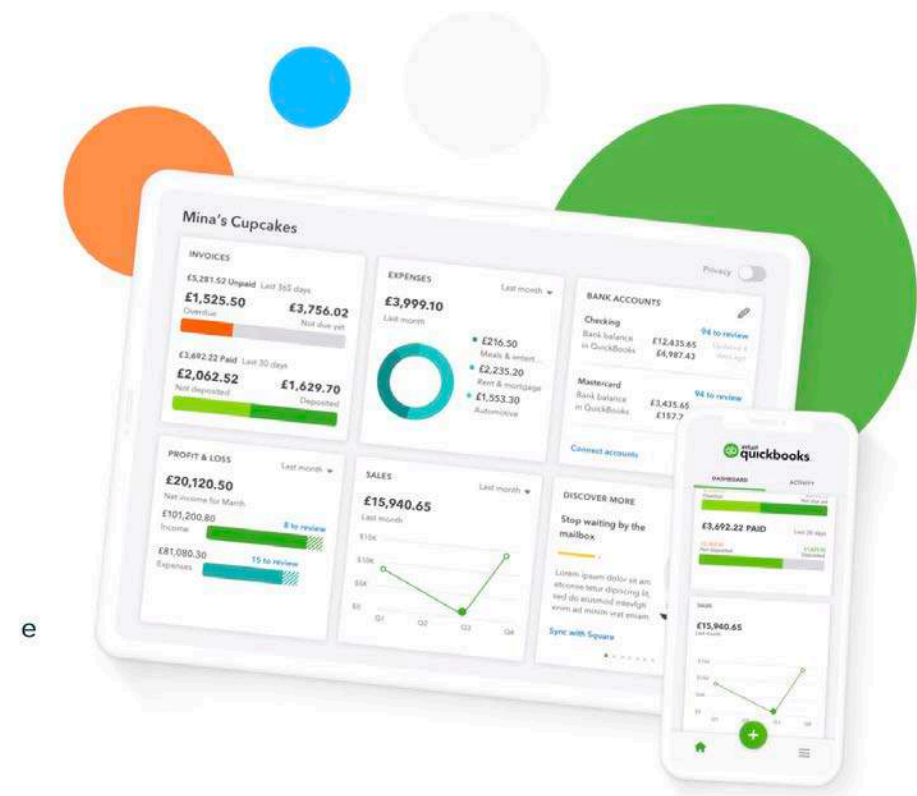 Mina's Cupcakes
Privacy
INVOICES
£5,281.52 Unpaid Last 365 days
£1,525.50 £3,756.02
Overdue Not due yet
£3,692.22 Paid Last 30 days
£2,062.52 £1,629.70
Not deposited Deposited
EXPENSES
Last month
£3,999.10
Last month
£216.50
Meals & entert...
£2,235.20
Rent & mortgage
£1,553.30
Automotive
BANK ACCOUNTS
Checking 94 to review
Bank balance £12,435.65
in QuickBooks £4,987.43
Mastercard 94 to review
Bank balance £3,435.65
in QuickBooks £157.7
Connect accounts
PROFIT & LOSS
Last month
£20,120.50
Net income for March
£101,200.80 8 to review
Income
£81,080.30 15 to review
Expenses
SALES
Last month
£15,940.65
Last month
$15K
$10K
$5K
$0
Q1 Q2 Q3 Q4
DISCOVER MORE
Stop waiting by the
mailbox
Lorem ipsum dolor sit am
Sync with Square
e
intuit
quickbooks
DASHBOARD ACTIVITY
£3,692.22 PAID
Not deposited Deposited
SALES
£15,940.65
Last month